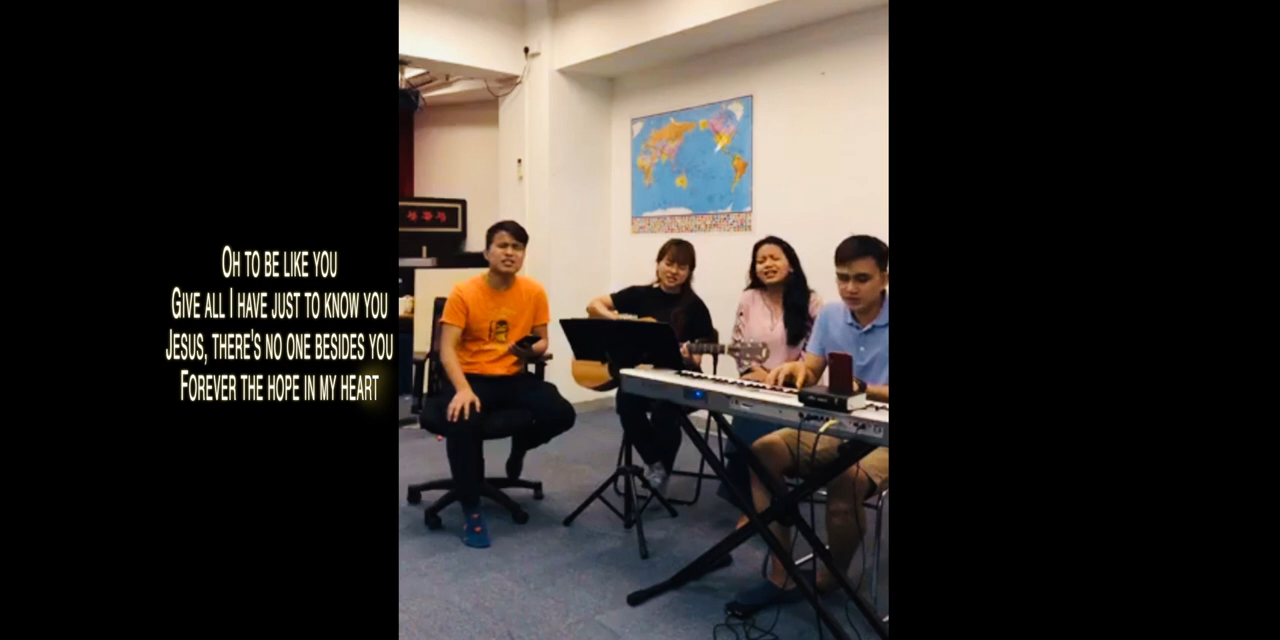 Oh to be like you
Give all I have just to know you
Jesus, there's no one besides you
Forever the hope in my heart